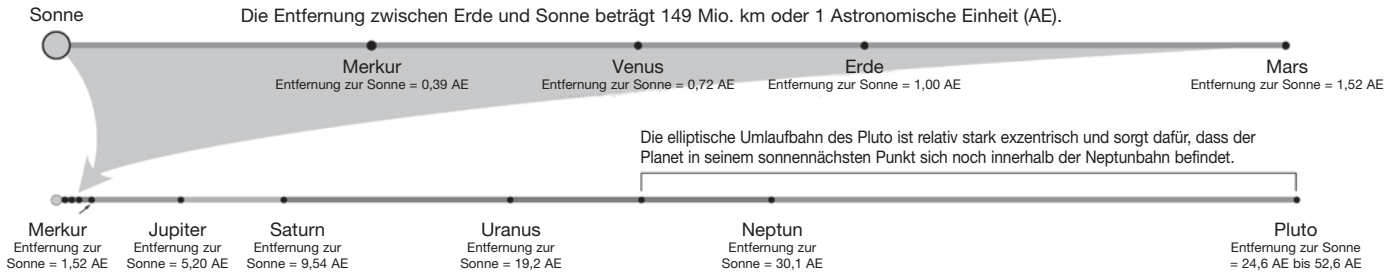 Sonne
Die Entfernung zwischen Erde und Sonne beträgt 149 Mio. km oder 1 Astronomische Einheit (AE).
Merkur
Entfernung zur Sonne = 0,39 AE
Venus
Entfernung zur Sonne = 0,72 AE
Erde
Entfernung zur Sonne = 1,00 AE
Mars
Entfernung zur Sonne = 1,52 AE
Die elliptische Umlaufbahn des Pluto ist relativ stark exzentrisch und sorgt dafür, dass der
Planet in seinem sonnennächsten Punkt sich noch innerhalb der Neptunbahn befindet.
Merkur
Entfernung zur
Sonne = 1,52 AE
Jupiter
Entfernung zur
Sonne = 5,20 AE
Saturn
Entfernung zur
Sonne = 9,54 AE
Uranus
Entfernung zur
Sonne = 19,2 AE
Neptun
Entfernung zur
Sonne = 30,1 AE
Pluto
Entfernung zur Sonne
= 24,6 AE bis 52,6 AE